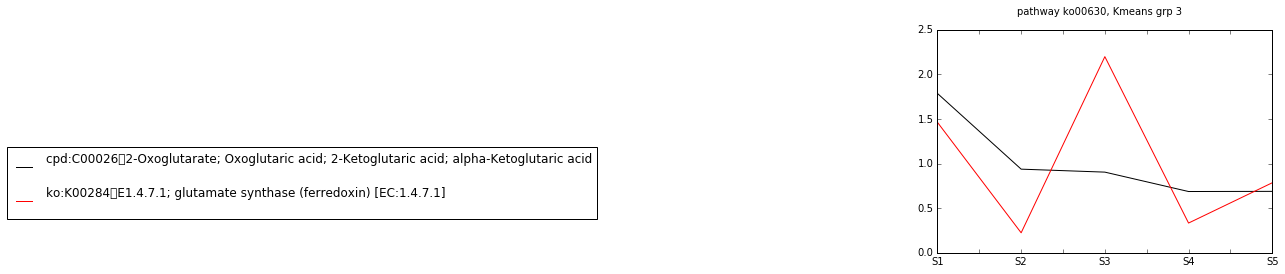 pathway ko00630, Kmeans grp 3
2.5
2.0
1.5
1.0
0.5
0.0
S1 S2 S3 S4 S5
cpd:C00026▯2-Oxoglutarate; Oxoglutaric acid; 2-Ketoglutaric acid; alpha-Ketoglutaric acid
ko:K00284▯E1.4.7.1; glutamate synthase (ferredoxin) [EC:1.4.7.1]